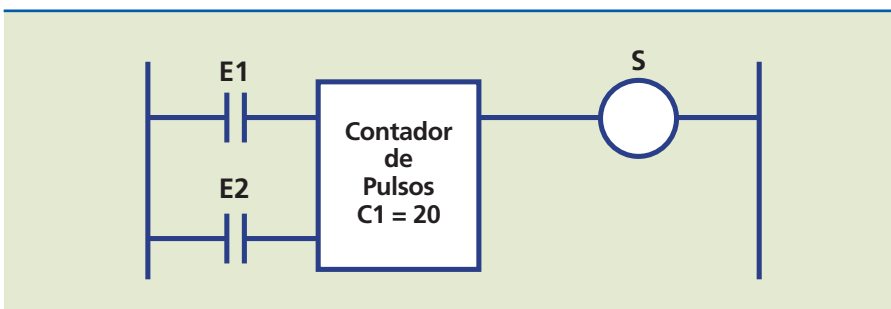 E1
S
Contador
de
Pulsos
C1 = 20
E2